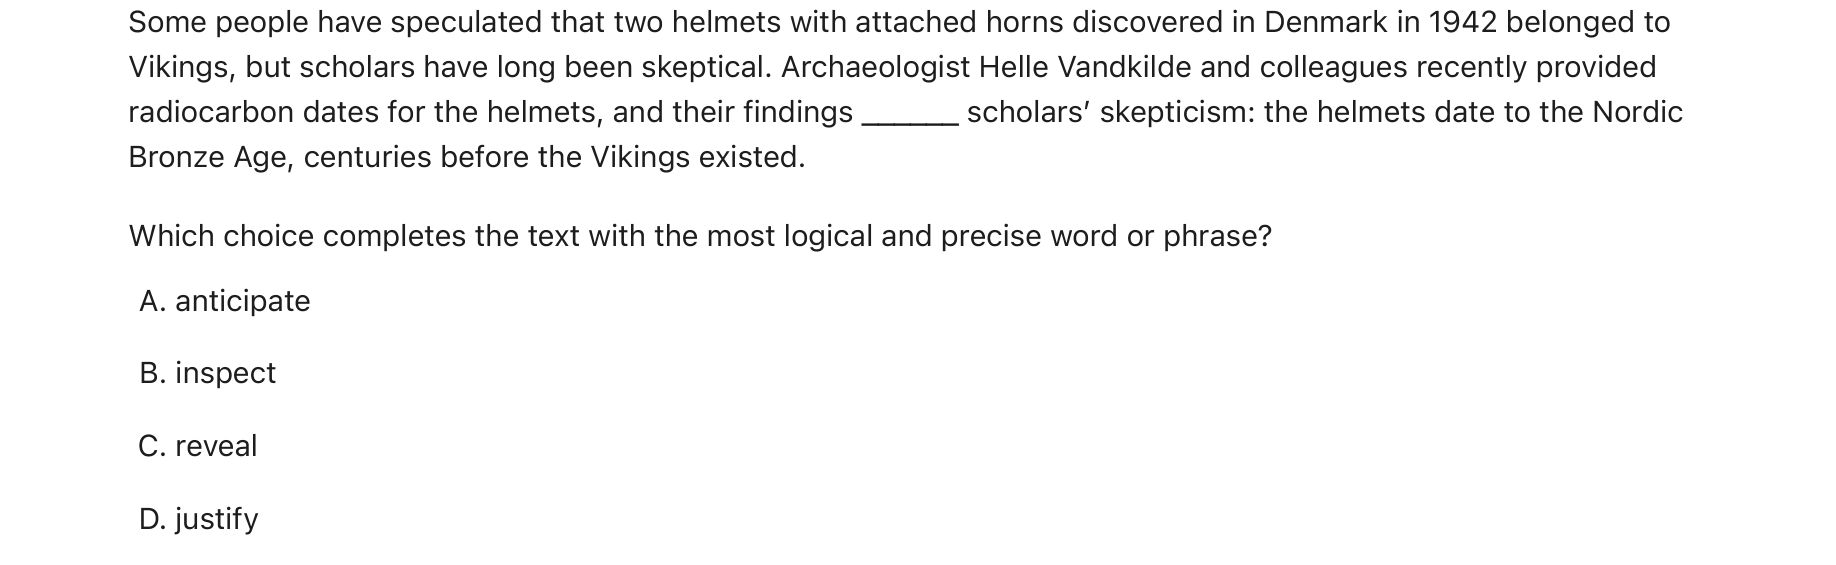 Some people have speculated that two helmets with attached horns discovered in Denmark in 1942 belonged to
Vikings, but scholars have long been skeptical. Archaeologist Helle Vandkilde and colleagues recently provided
radiocarbon dates for the helmets, and their findings ______ scholars’ skepticism: the helmets date to the Nordic
Bronze Age, centuries before the Vikings existed.
Which choice completes the text with the most logical and precise word or phrase?
A. anticipate
B. inspect
C. reveal
D. justify